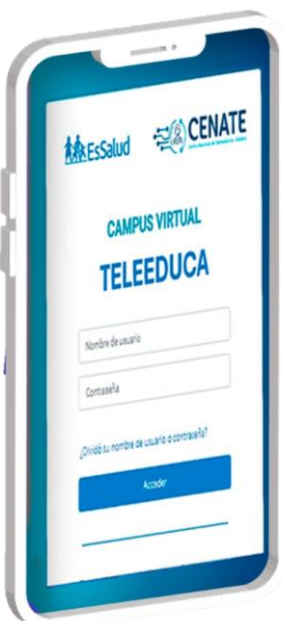 EsSalud
CENATE
CAMPUS VIRTUAL
TELEEDUCA
Nombre de usuario
Contraseña
¿Olvidó su nombre de usuario o contraseña?
Acceder